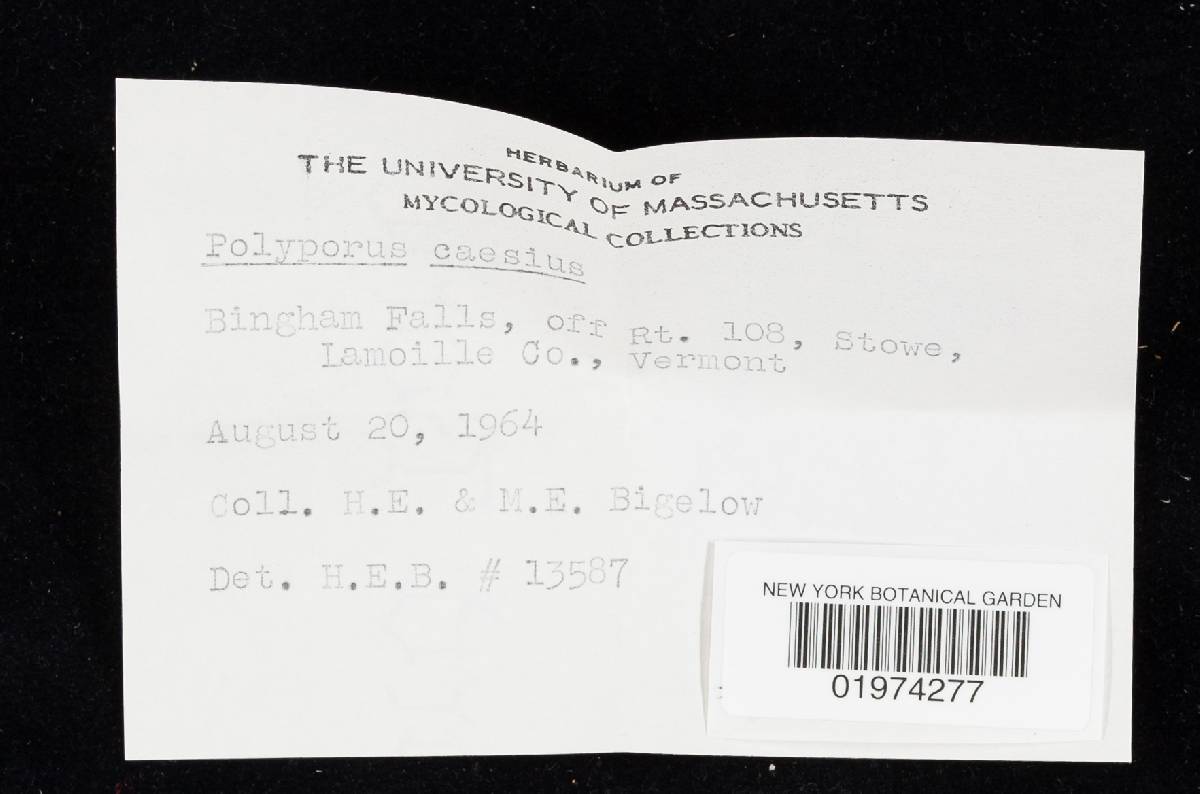 HERBARIUM OF
THE UNIVERSITY OF MASSACHUSETTS
MYCOLOGICAL COLLECTIONS
Polyporus caesius
Bingham Falls, off Rt. 108, Stowe,
Lamoille Co., Vermont
August 20, 1964
Coll. H.E. & M.E. Bigelow
Det. H.E.B. # 13587
NEW YORK BOTANICAL GARDEN
01974277